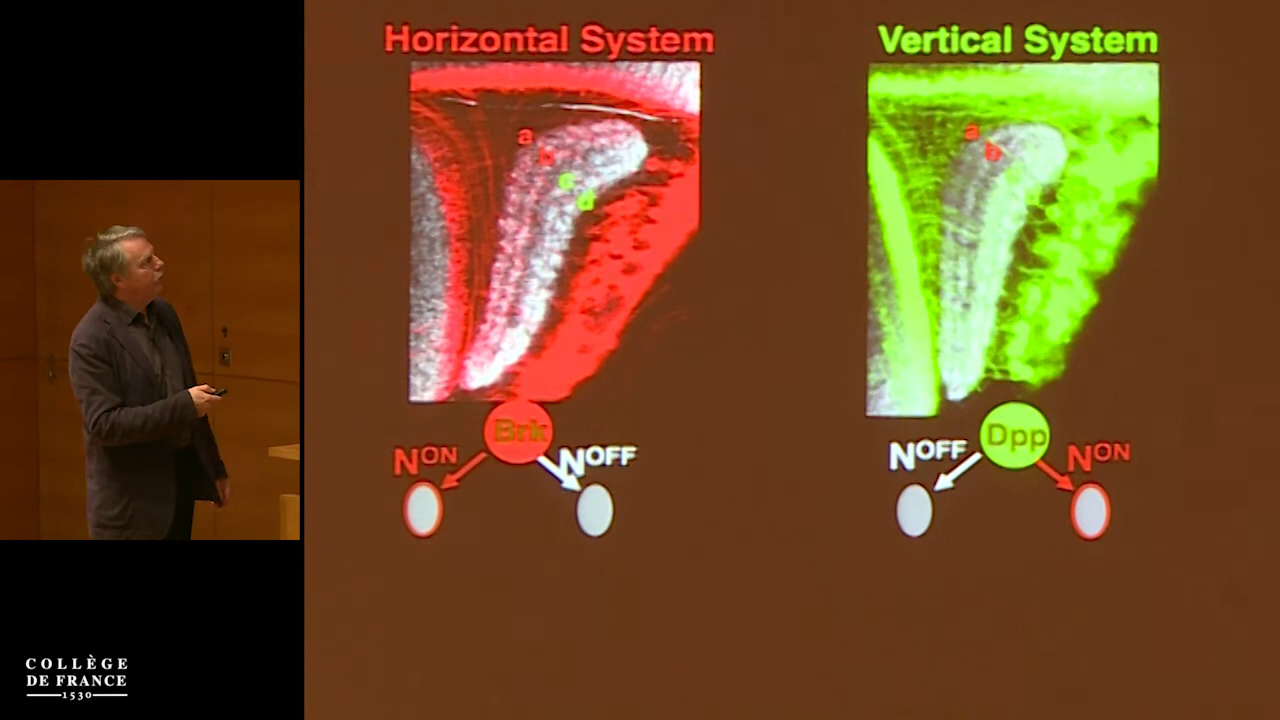 Horizontal System
Vertical System
a
b
c
d
a
b
Brk
NON
NOFF
Dpp
NOFF
NON
COLLÈGE
DE FRANCE
1530